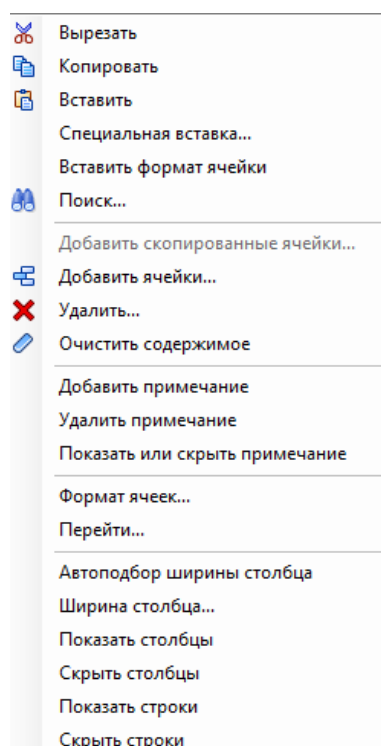 Вырезать
Копировать
Вставить
Специальная вставка...
Вставить формат ячейки
Поиск...
Добавить скопированные ячейки...
Добавить ячейки...
Удалить...
Очистить содержимое
Добавить примечание
Удалить примечание
Показать или скрыть примечание
Формат ячеек...
Перейти...
Автоподбор ширины столбца
Ширина столбца...
Показать столбцы
Скрыть столбцы
Показать строки
Скрыть строки